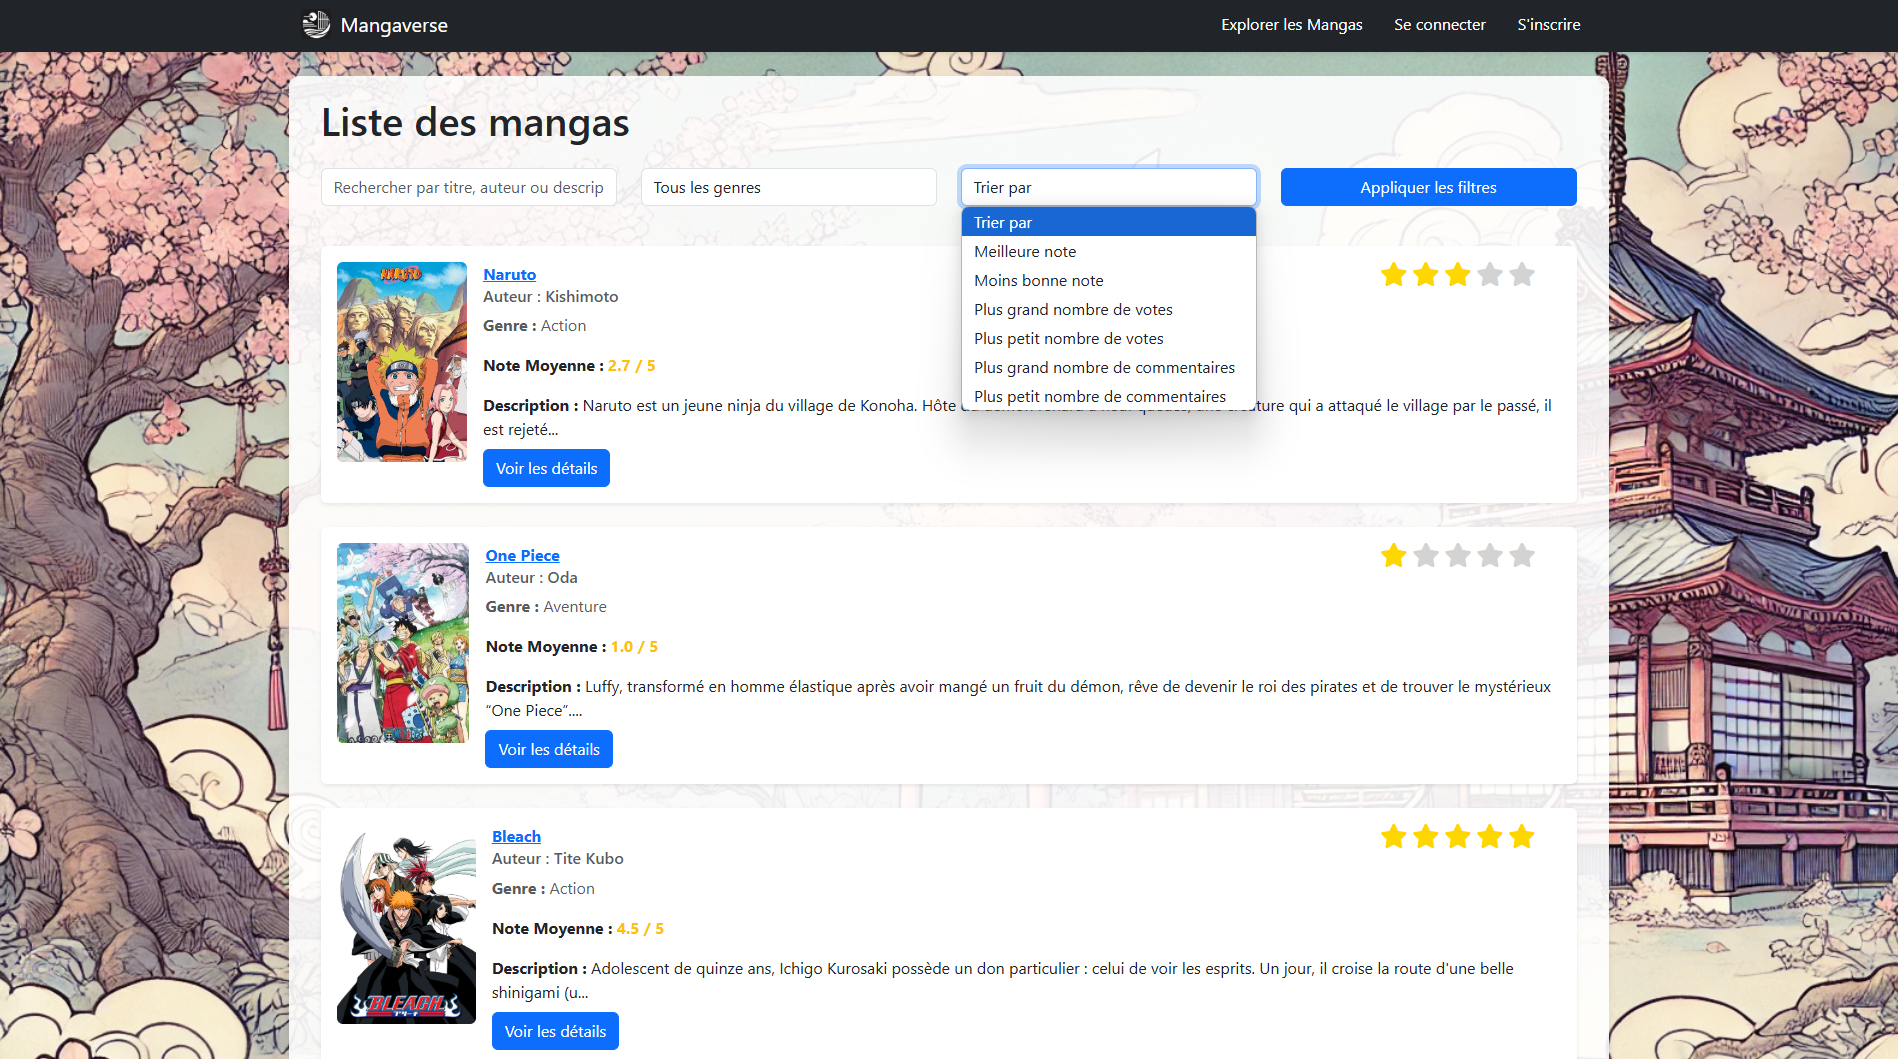 Mangaverse
Explorer les Mangas
Se connecter
S'inscrire
Liste des mangas
Rechercher par titre, auteur ou descrip
Tous les genres
Trier par
Appliquer les filtres
Trier par
Meilleure note
Moins bonne note
Plus grand nombre de votes
Plus petit nombre de votes
Plus grand nombre de commentaires
Plus petit nombre de commentaires
NARUTO
Naruto
Auteur : Kishimoto
Genre : Action
Note Moyenne : 2.7 / 5
Description : Naruto est un jeune ninja du village de Konoha. Hôte qui a attaqué le village par le passé, il
est rejeté...
Voir les détails
One Piece
Auteur : Oda
Genre : Aventure
Note Moyenne : 1.0 / 5
Description : Luffy, transformé en homme élastique après avoir mangé un fruit du démon, rêve de devenir le roi des pirates et de trouver le mystérieux
“One Piece”....
Voir les détails
BLEACH
Bleach
Auteur : Tite Kubo
Genre : Action
Note Moyenne : 4.5 / 5
Description : Adolescent de quinze ans, Ichigo Kurosaki possède un don particulier : celui de voir les esprits. Un jour, il croise la route d'une belle
shinigami (u...
Voir les détails